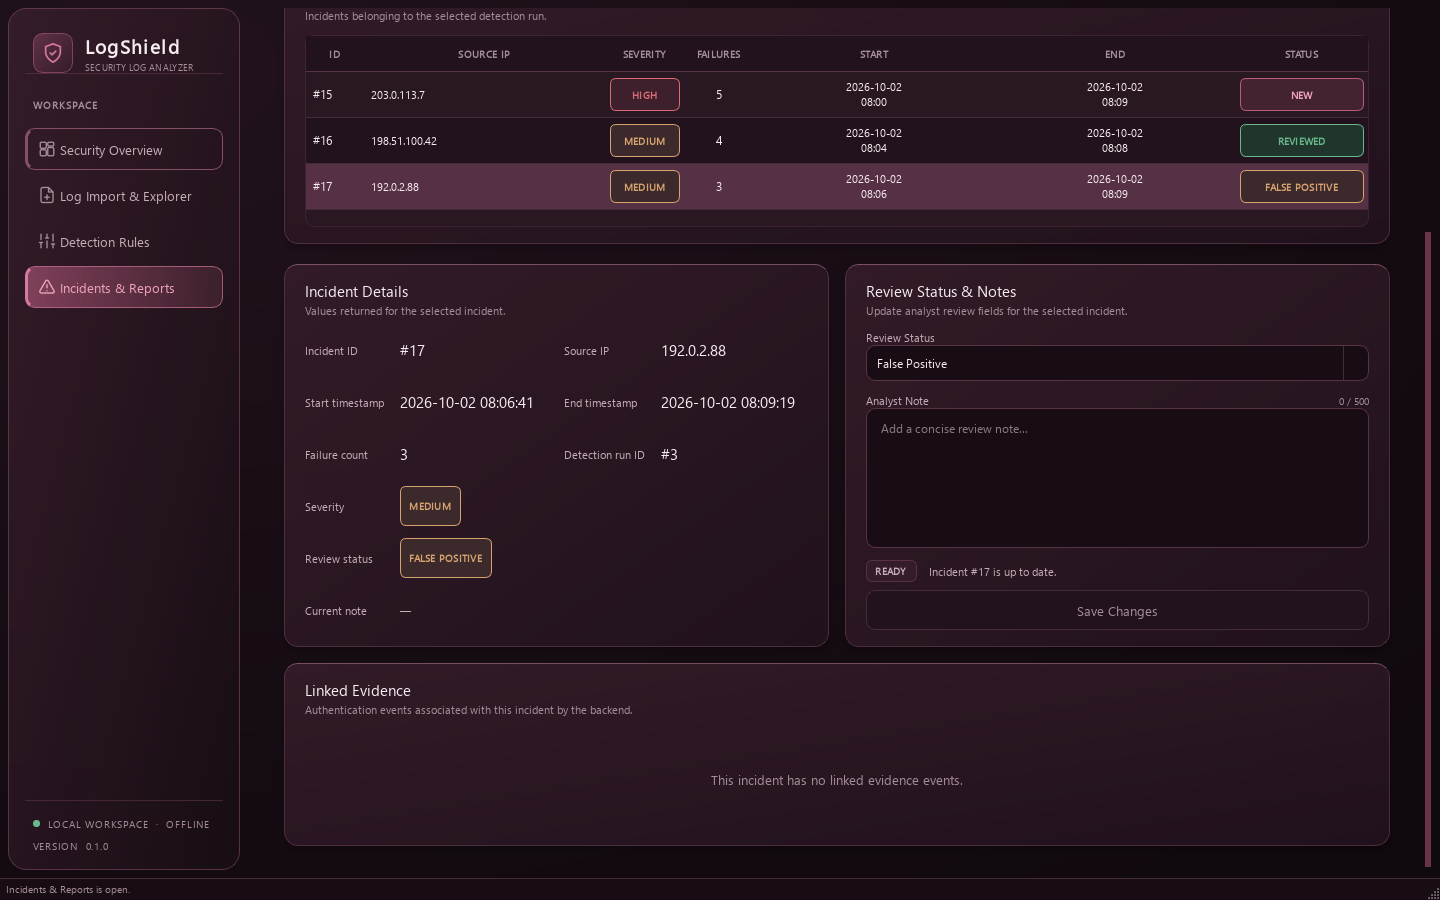 LogShield
SECURITY LOG ANALYZER
WORKSPACE
Security Overview
Log Import & Explorer
Detection Rules
Incidents & Reports
LOCAL WORKSPACE · OFFLINE
VERSION 0.1.0
Incidents belonging to the selected detection run.
ID SOURCE IP SEVERITY FAILURES START END STATUS
#15 203.0.113.7 HIGH 5 2026-10-02 08:00 2026-10-02 08:09 NEW
#16 198.51.100.42 MEDIUM 4 2026-10-02 08:04 2026-10-02 08:08 REVIEWED
#17 192.0.2.88 MEDIUM 3 2026-10-02 08:06 2026-10-02 08:09 FALSE POSITIVE
Incident Details
Values returned for the selected incident.
Incident ID #17 Source IP 192.0.2.88
Start timestamp 2026-10-02 08:06:41 End timestamp 2026-10-02 08:09:19
Failure count 3 Detection run ID #3
Severity MEDIUM
Review status FALSE POSITIVE
Current note —
Review Status & Notes
Update analyst review fields for the selected incident.
Review Status
False Positive
Analyst Note 0 / 500
Add a concise review note...
READY Incident #17 is up to date.
Save Changes
Linked Evidence
Authentication events associated with this incident by the backend.
This incident has no linked evidence events.
Incidents & Reports is open.